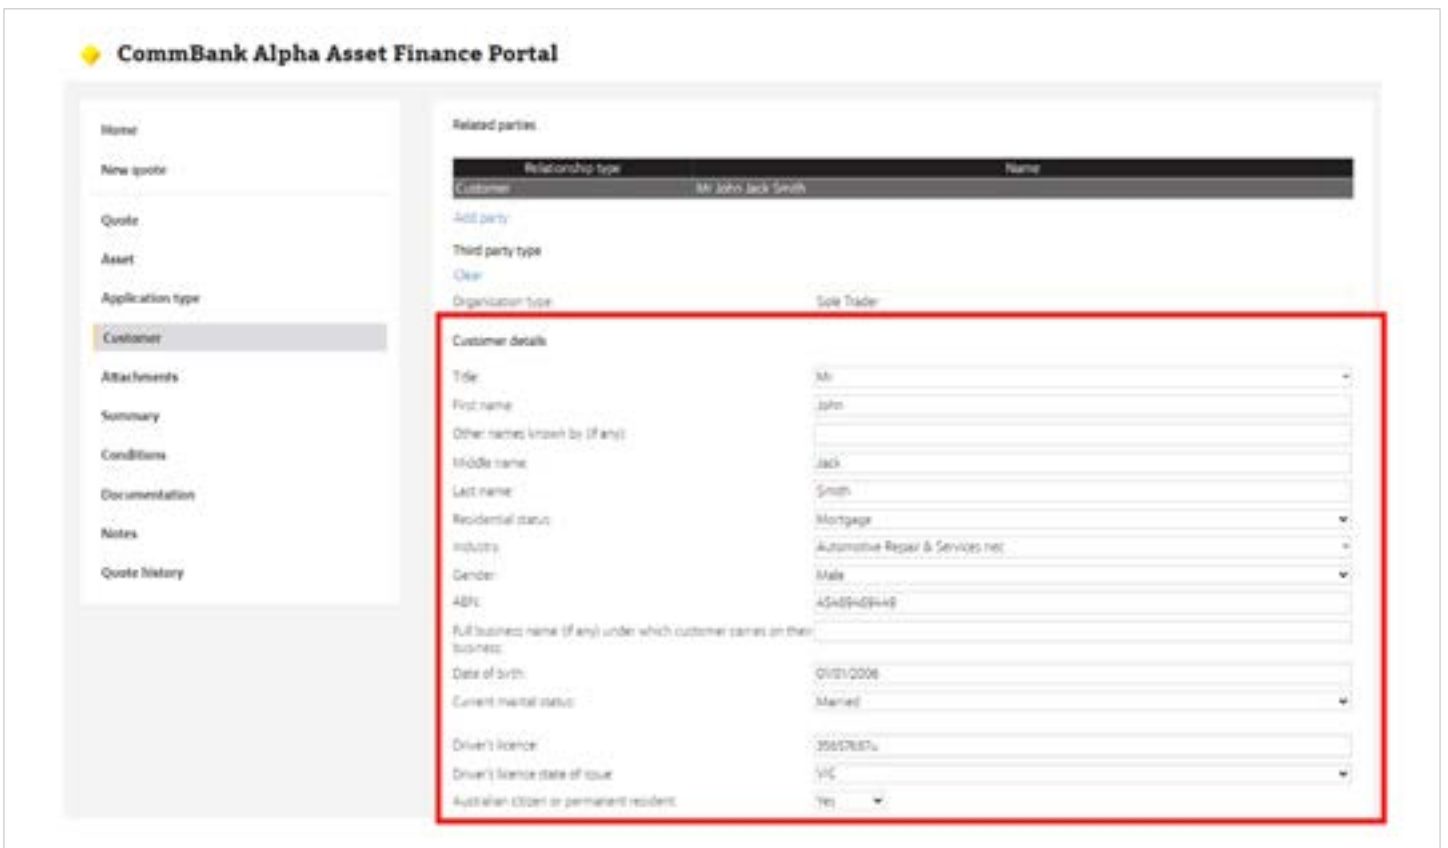 CommBank Alpha Asset Finance Portal
Home
New quote
Quote
Asset
Application type
Customer
Attachments
Summary
Conditions
Documentation
Notes
Quote history
Related parties
Relationship type Name
Customer Mr John Jack Smith
Add party
Third party type
Clear
Organisation type Sole Trader
Customer details
Title Mr
First name John
Other names known by (if any)
Middle name Jack
Last name Smith
Residential status Mortgage
Industry Automotive Repair & Services nec
Gender Male
ABN
Full business name (if any) under which customer carries on their
business
Date of birth 01/01/2006
Current marital status Married
Driver's licence
Driver's licence state of issue VIC
Australian citizen or permanent resident Yes